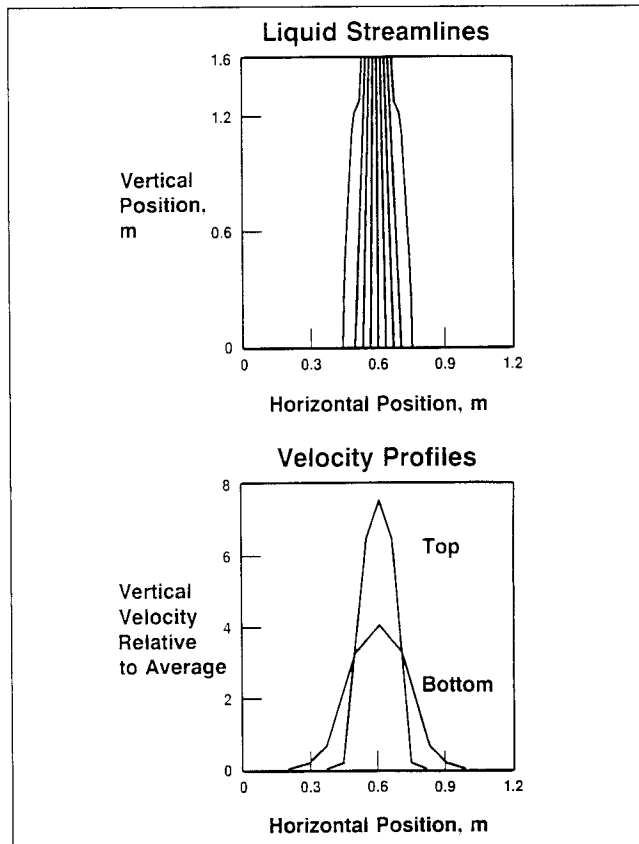 Liquid Streamlines
1.6
1.2
Vertical
Position,
m
0.6
0
0 0.3 0.6 0.9 1.2
Horizontal Position, m
Velocity Profiles
8
Top
6
Vertical
Velocity
Relative
to Average
4
Bottom
2
0
0 0.3 0.6 0.9 1.2
Horizontal Position, m